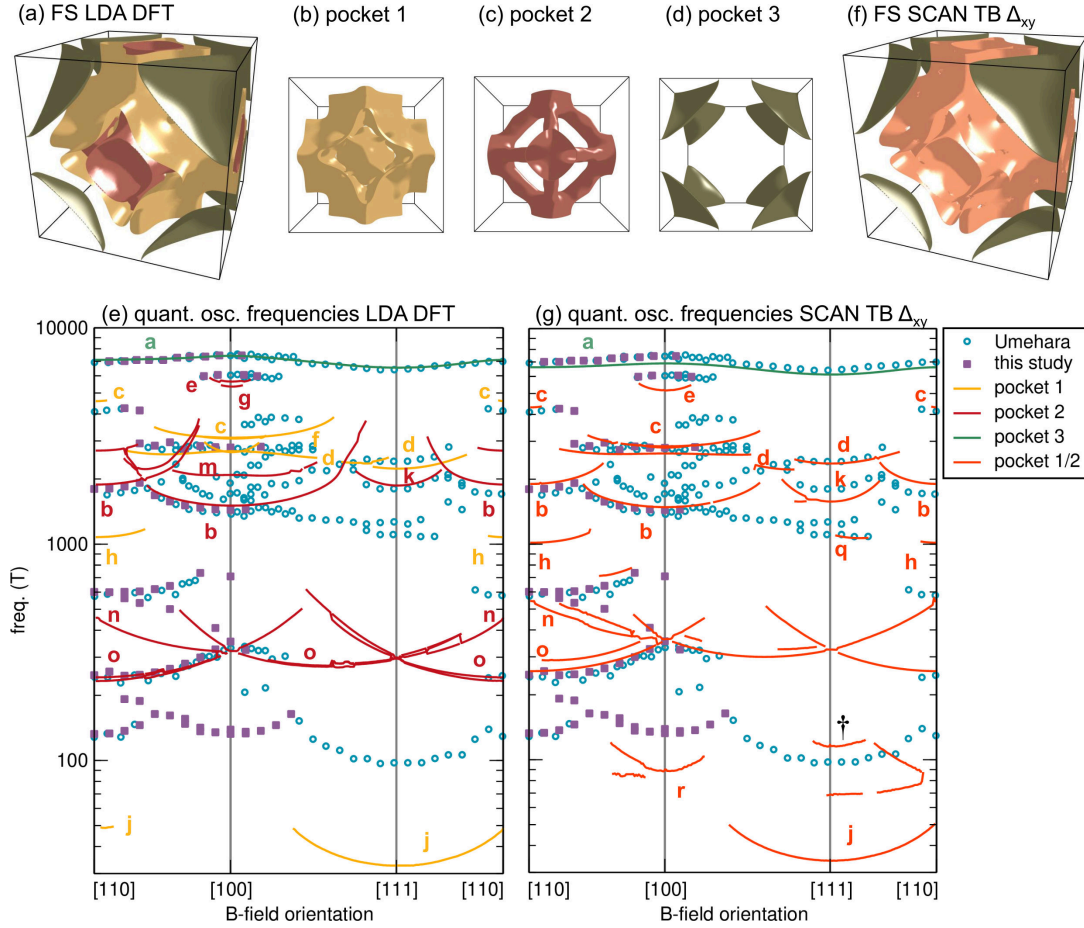 (a) FS LDA DFT
(b) pocket 1
(c) pocket 2
(d) pocket 3
(f) FS SCAN TB Δxy
(e) quant. osc. frequencies LDA DFT
10000
1000
100
freq. (T)
a
c
e
g
c
c
f
d
d
m
k
b
b
b
h
h
n
n
o
o
o
j
j
[110]
[100]
[111]
[110]
B-field orientation
(g) quant. osc. frequencies SCAN TB Δxy
a
c
e
c
c
d
d
k
b
b
b
h
q
h
n
n
o
o
†
r
j
[110]
[100]
[111]
[110]
B-field orientation
Umehara
this study
pocket 1
pocket 2
pocket 3
pocket 1/2